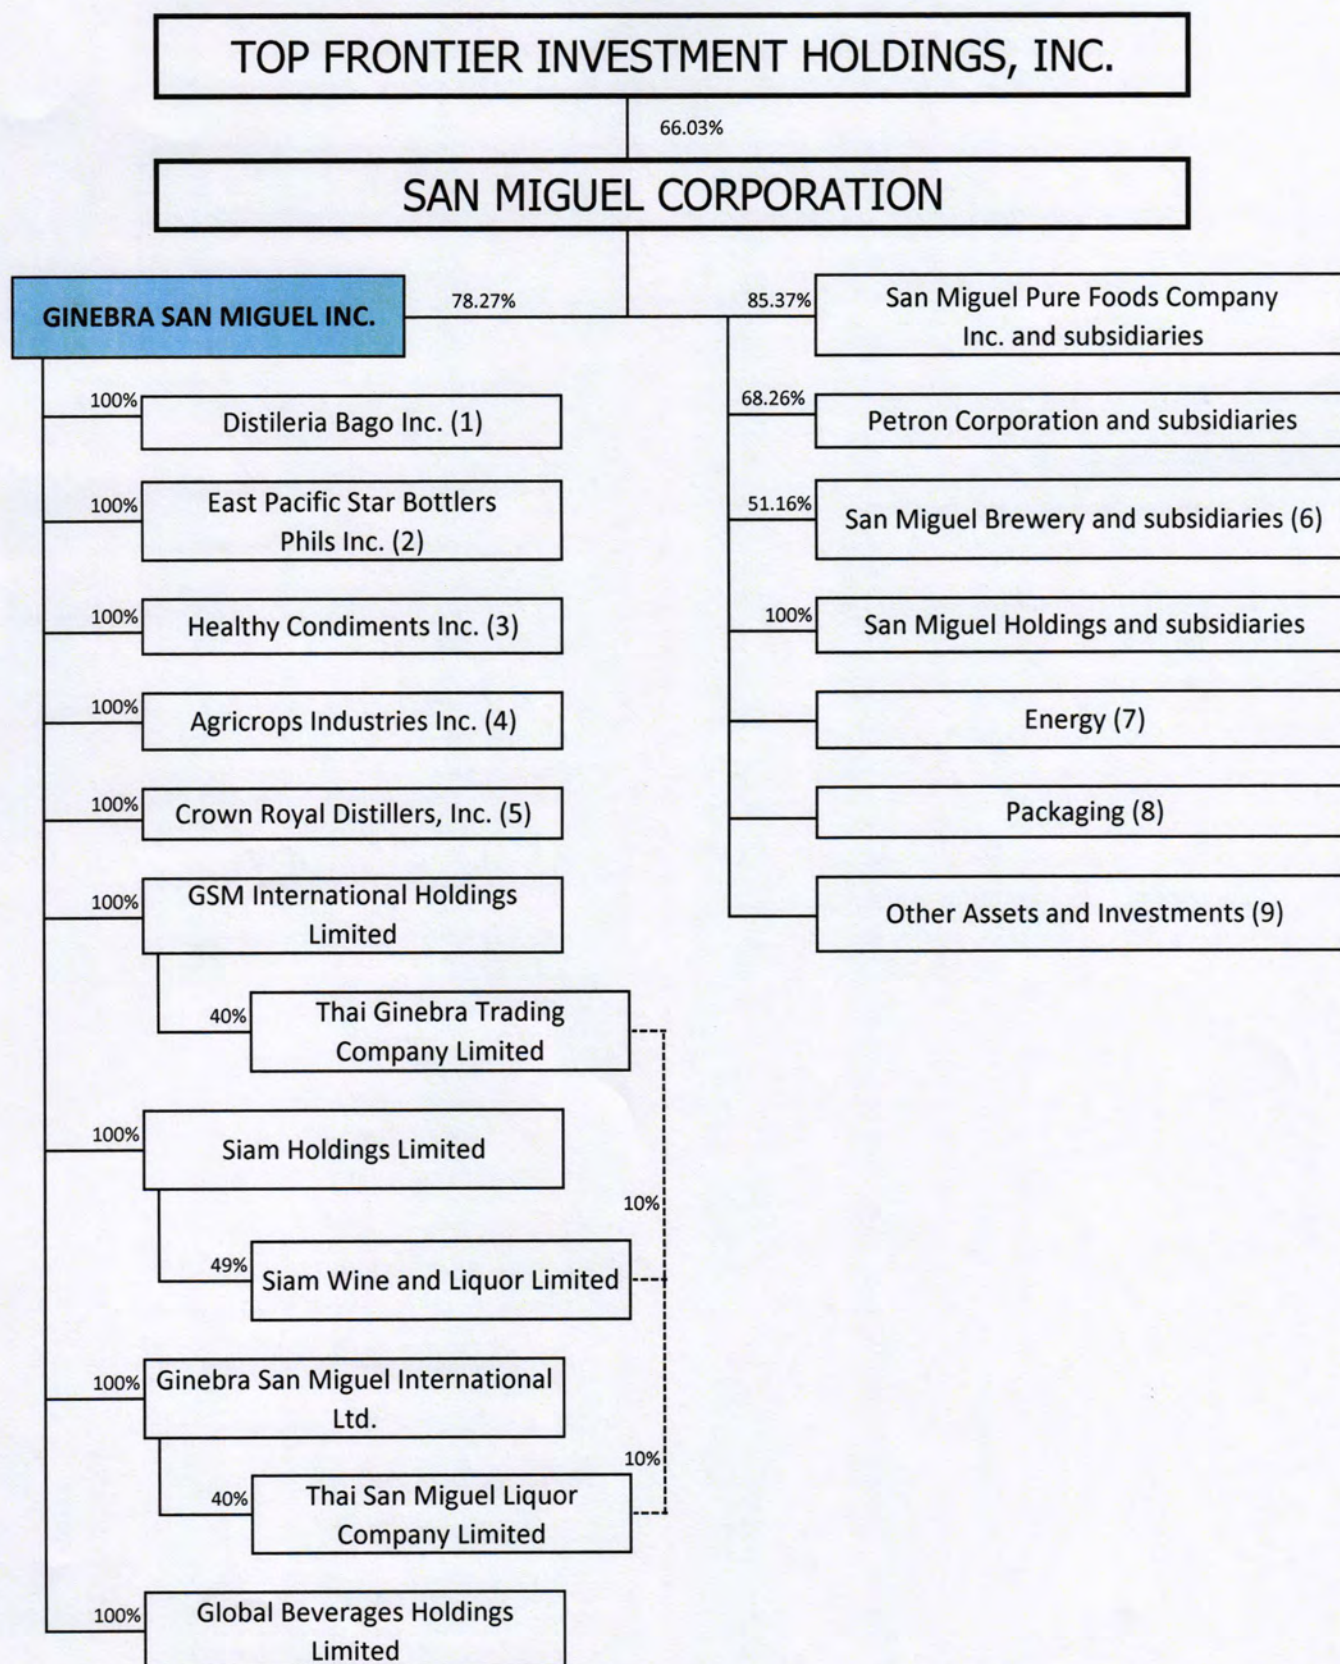 TOP FRONTIER INVESTMENT HOLDINGS, INC.
66.03%
SAN MIGUEL CORPORATION
GINEBRA SAN MIGUEL INC.
78.27%
85.37%
San Miguel Pure Foods Company
Inc. and subsidiaries
100%
Distileria Bago Inc. (1)
100%
East Pacific Star Bottlers
Phils Inc. (2)
100%
Healthy Condiments Inc. (3)
100%
Agricrops Industries Inc. (4)
100%
Crown Royal Distillers, Inc. (5)
100%
GSM International Holdings
Limited
40%
Thai Ginebra Trading
Company Limited
100%
Siam Holdings Limited
10%
49%
Siam Wine and Liquor Limited
100%
Ginebra San Miguel International
Ltd.
10%
40%
Thai San Miguel Liquor
Company Limited
100%
Global Beverages Holdings
Limited
68.26%
Petron Corporation and subsidiaries
51.16%
San Miguel Brewery and subsidiaries (6)
100%
San Miguel Holdings and subsidiaries
Energy (7)
Packaging (8)
Other Assets and Investments (9)